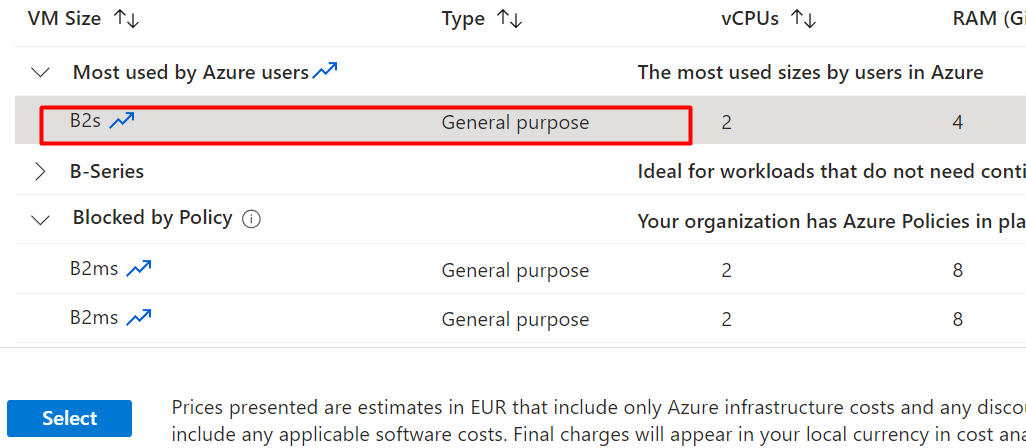 VM Size Type vCPUs RAM (Gi
Most used by Azure users The most used sizes by users in Azure
B2s General purpose 2 4
B-Series Ideal for workloads that do not need conti
Blocked by Policy Your organization has Azure Policies in pla
B2ms General purpose 2 8
B2ms General purpose 2 8
Select
Prices presented are estimates in EUR that include only Azure infrastructure costs and any discou
include any applicable software costs. Final charges will appear in your local currency in cost ana